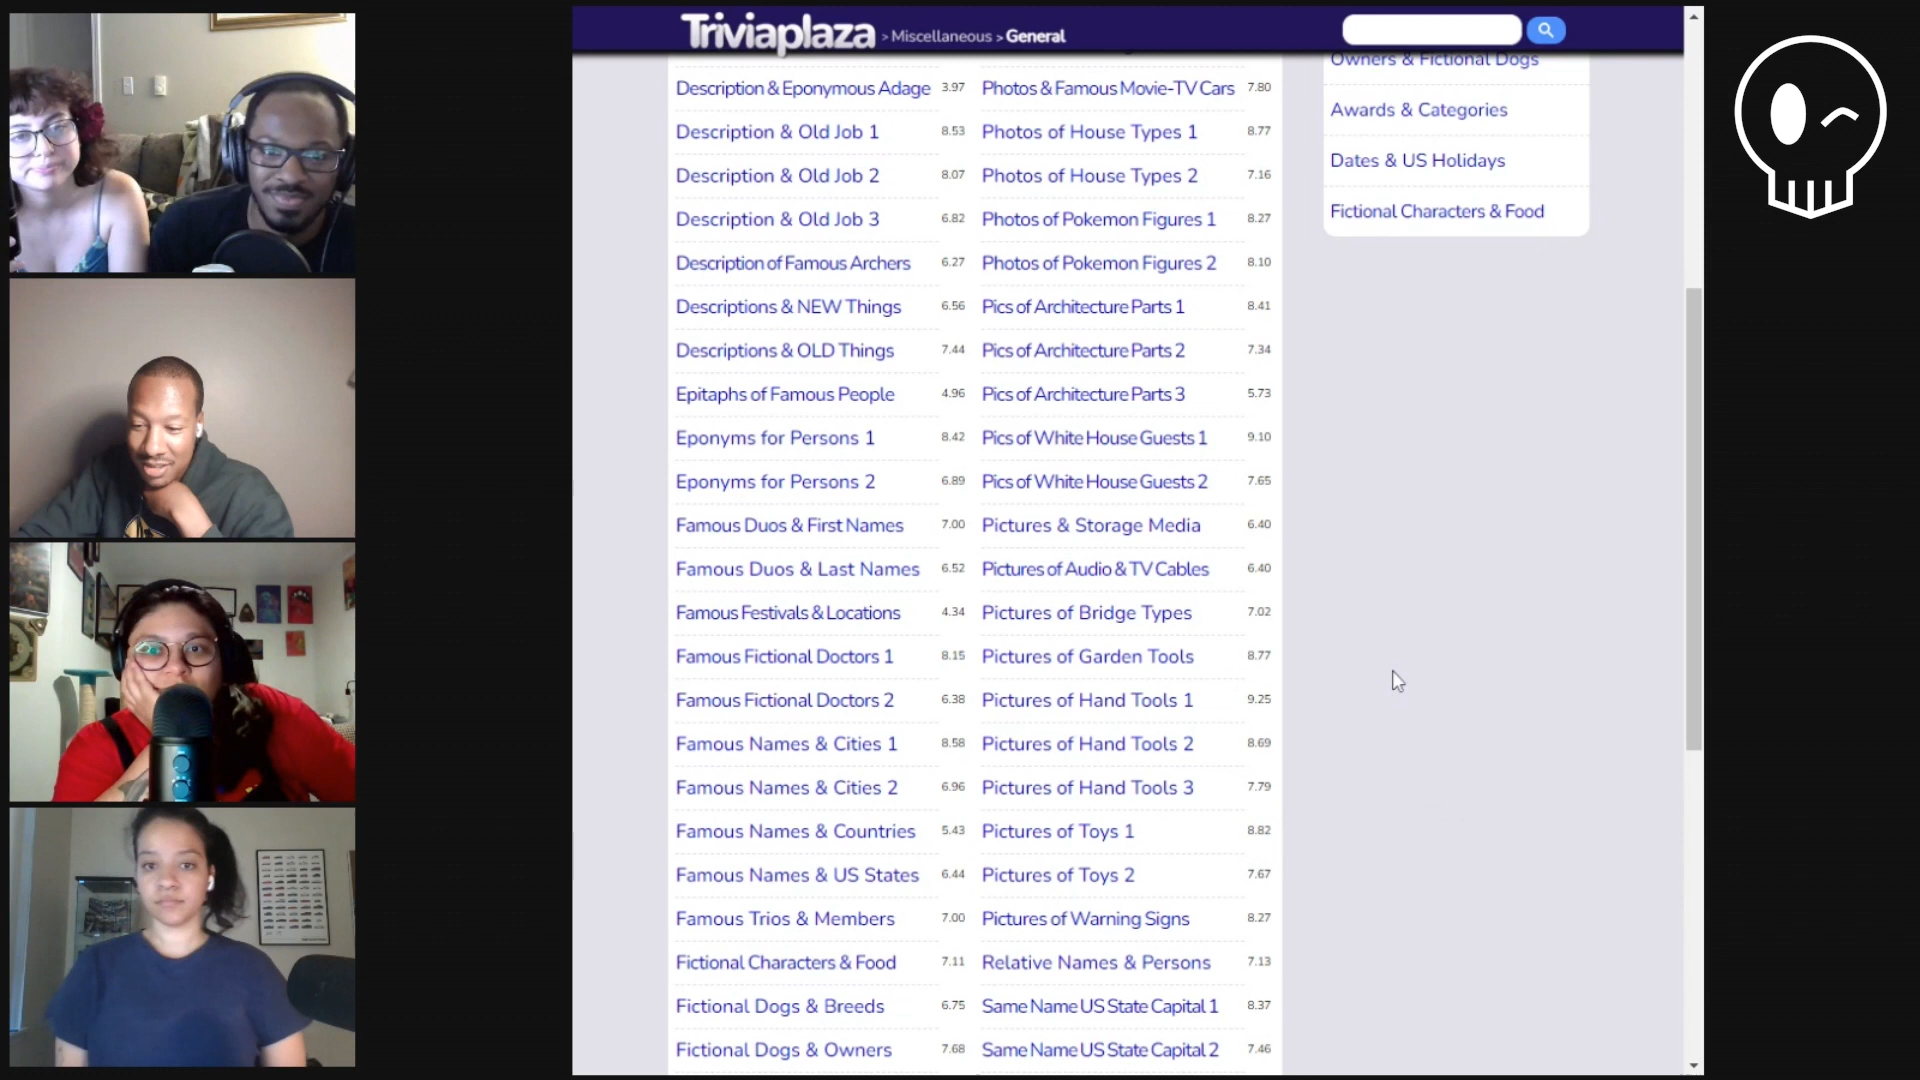 Triviaplaza > Miscellaneous > General
Description & Eponymous Adage 3.97
Description & Old Job 1 8.53
Description & Old Job 2 8.07
Description & Old Job 3 6.82
Description of Famous Archers 6.27
Descriptions & NEW Things 6.56
Descriptions & OLD Things 7.44
Epitaphs of Famous People 4.96
Eponyms for Persons 1 8.42
Eponyms for Persons 2 6.89
Famous Duos & First Names 7.00
Famous Duos & Last Names 6.52
Famous Festivals & Locations 4.34
Famous Fictional Doctors 1 8.15
Famous Fictional Doctors 2 6.38
Famous Names & Cities 1 8.58
Famous Names & Cities 2 6.96
Famous Names & Countries 5.43
Famous Names & US States 6.44
Famous Trios & Members 7.00
Fictional Characters & Food 7.11
Fictional Dogs & Breeds 6.75
Fictional Dogs & Owners 7.68
Photos & Famous Movie-TV Cars 7.80
Photos of House Types 1 8.77
Photos of House Types 2 7.16
Photos of Pokemon Figures 1 8.27
Photos of Pokemon Figures 2 8.10
Pics of Architecture Parts 1 8.41
Pics of Architecture Parts 2 7.34
Pics of Architecture Parts 3 5.73
Pics of White House Guests 1 9.10
Pics of White House Guests 2 7.65
Pictures & Storage Media 6.40
Pictures of Audio & TV Cables 6.40
Pictures of Bridge Types 7.02
Pictures of Garden Tools 8.77
Pictures of Hand Tools 1 9.25
Pictures of Hand Tools 2 8.69
Pictures of Hand Tools 3 7.79
Pictures of Toys 1 8.82
Pictures of Toys 2 7.67
Pictures of Warning Signs 8.27
Relative Names & Persons 7.13
Same Name US State Capital 1 8.37
Same Name US State Capital 2 7.46
Owners & Fictional Dogs
Awards & Categories
Dates & US Holidays
Fictional Characters & Food